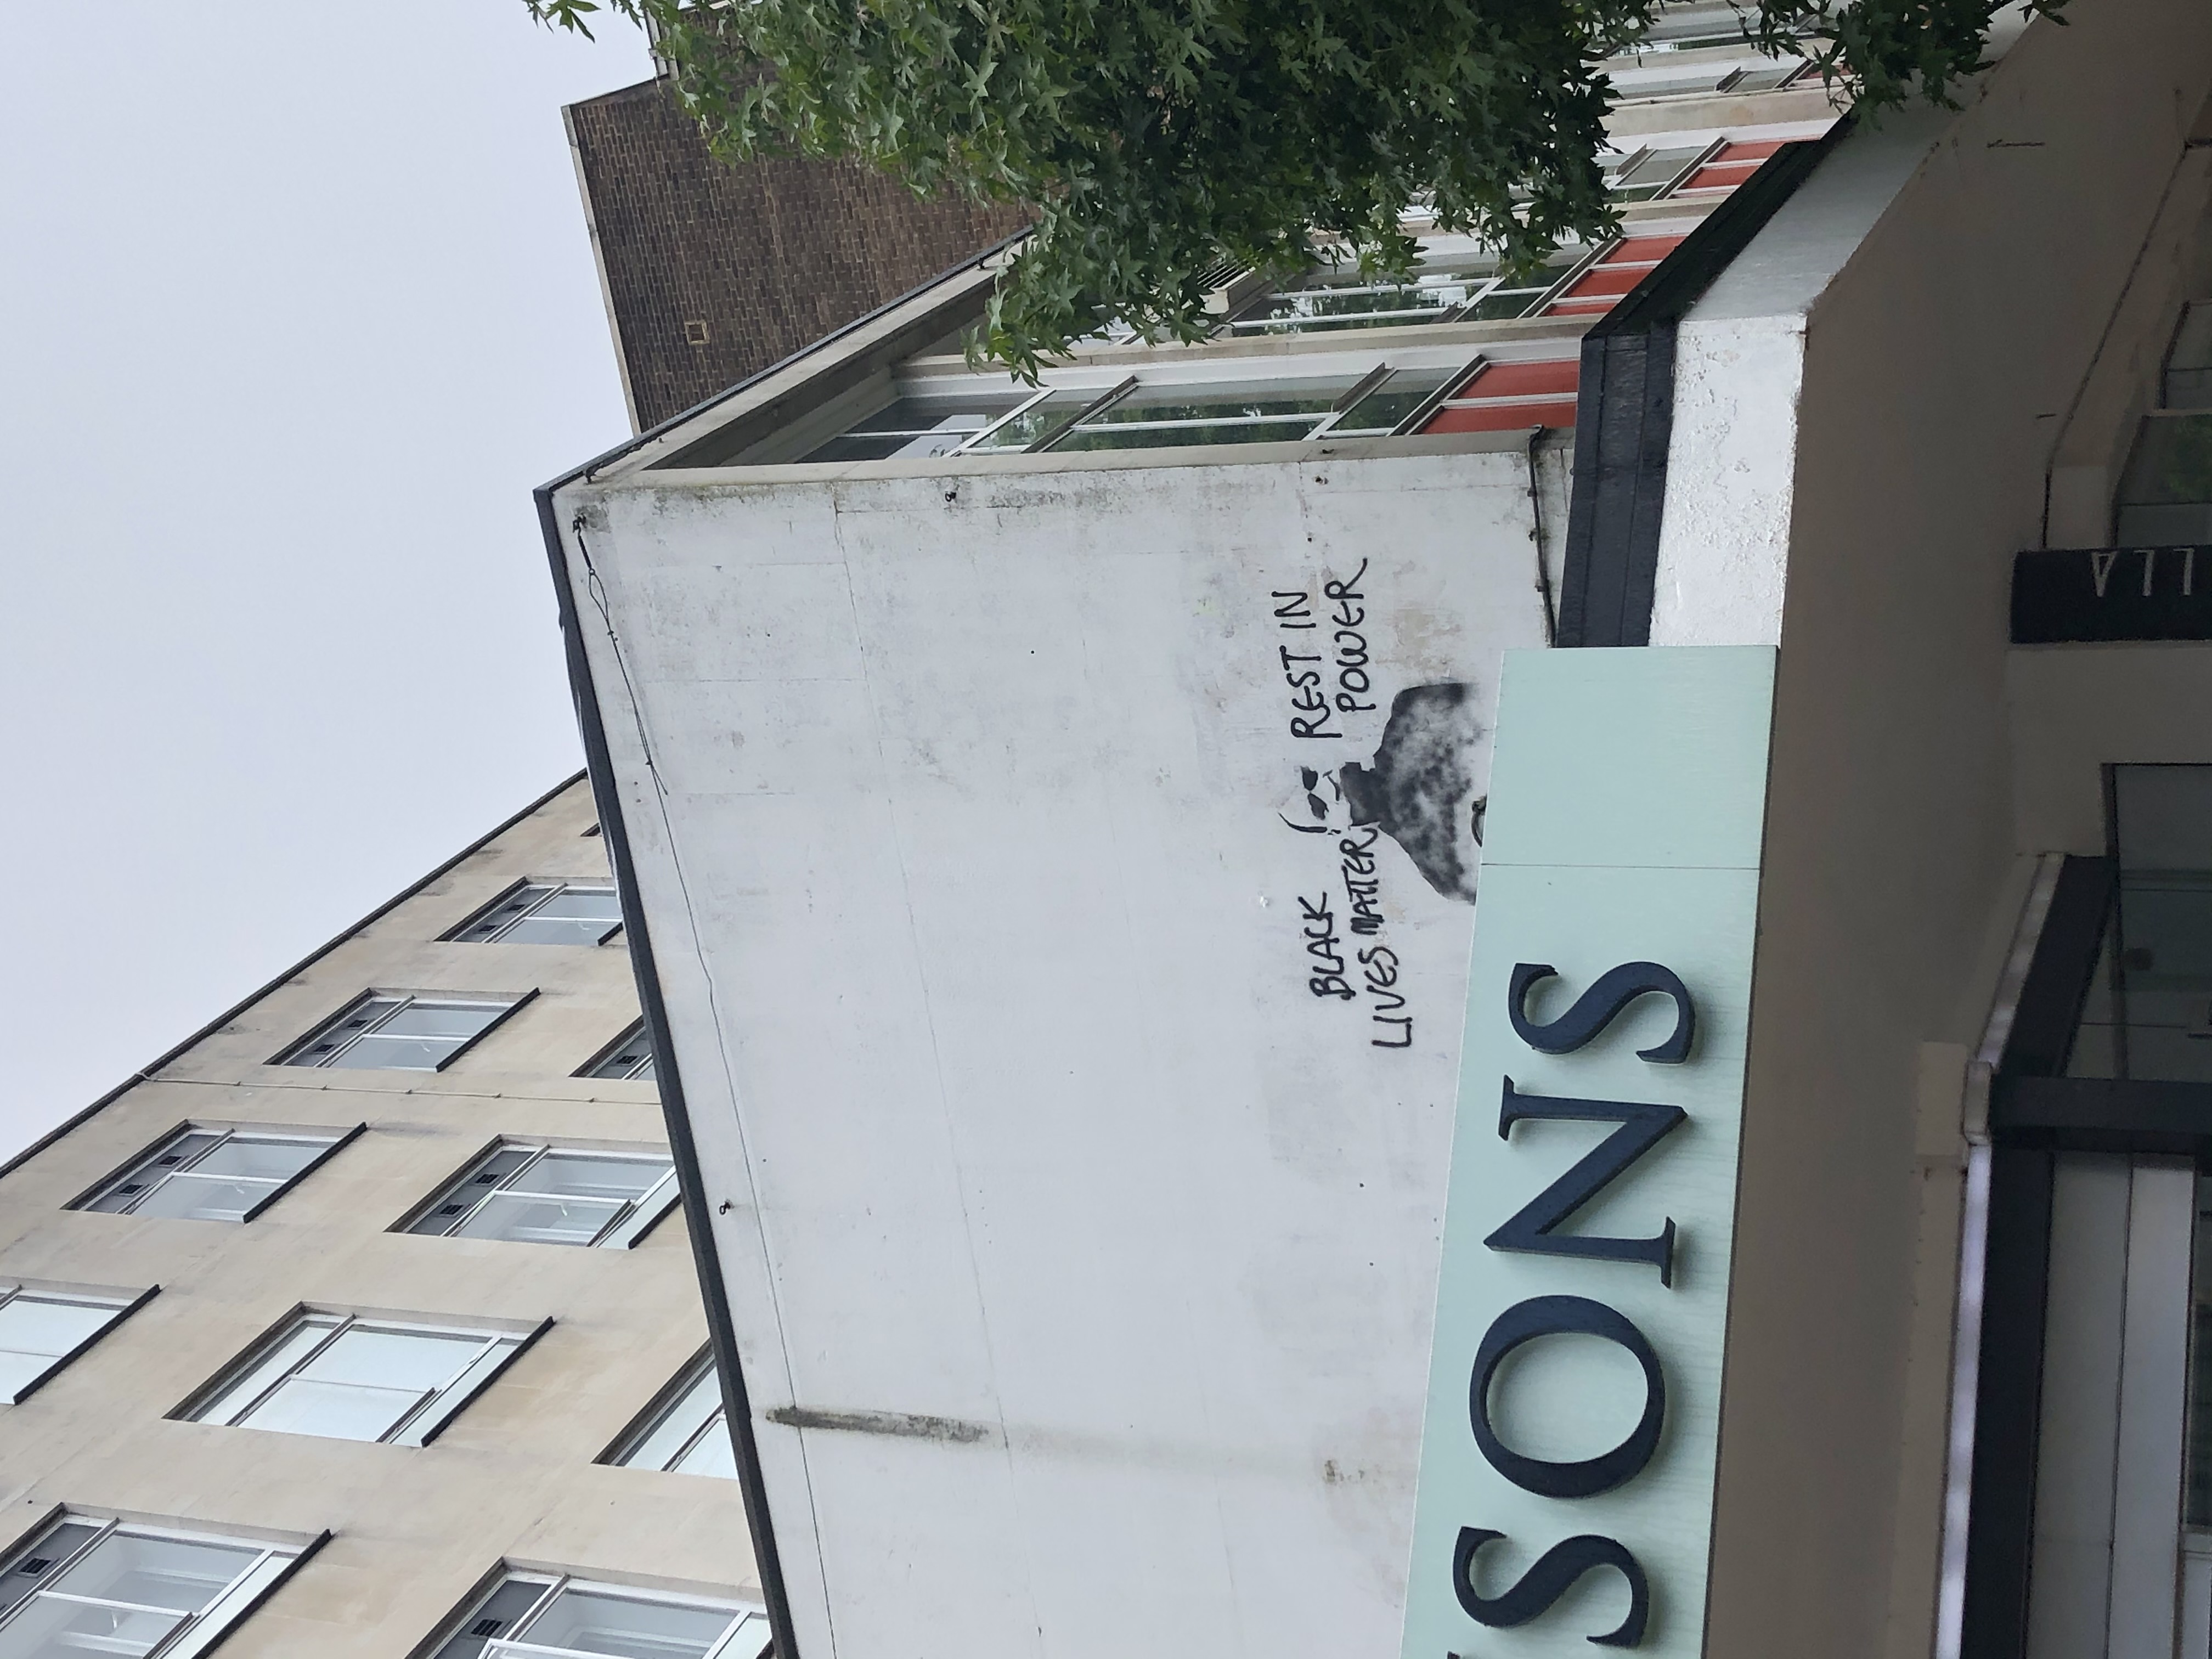 BLACK
LIVES MATTER
REST IN
POWER
SONS